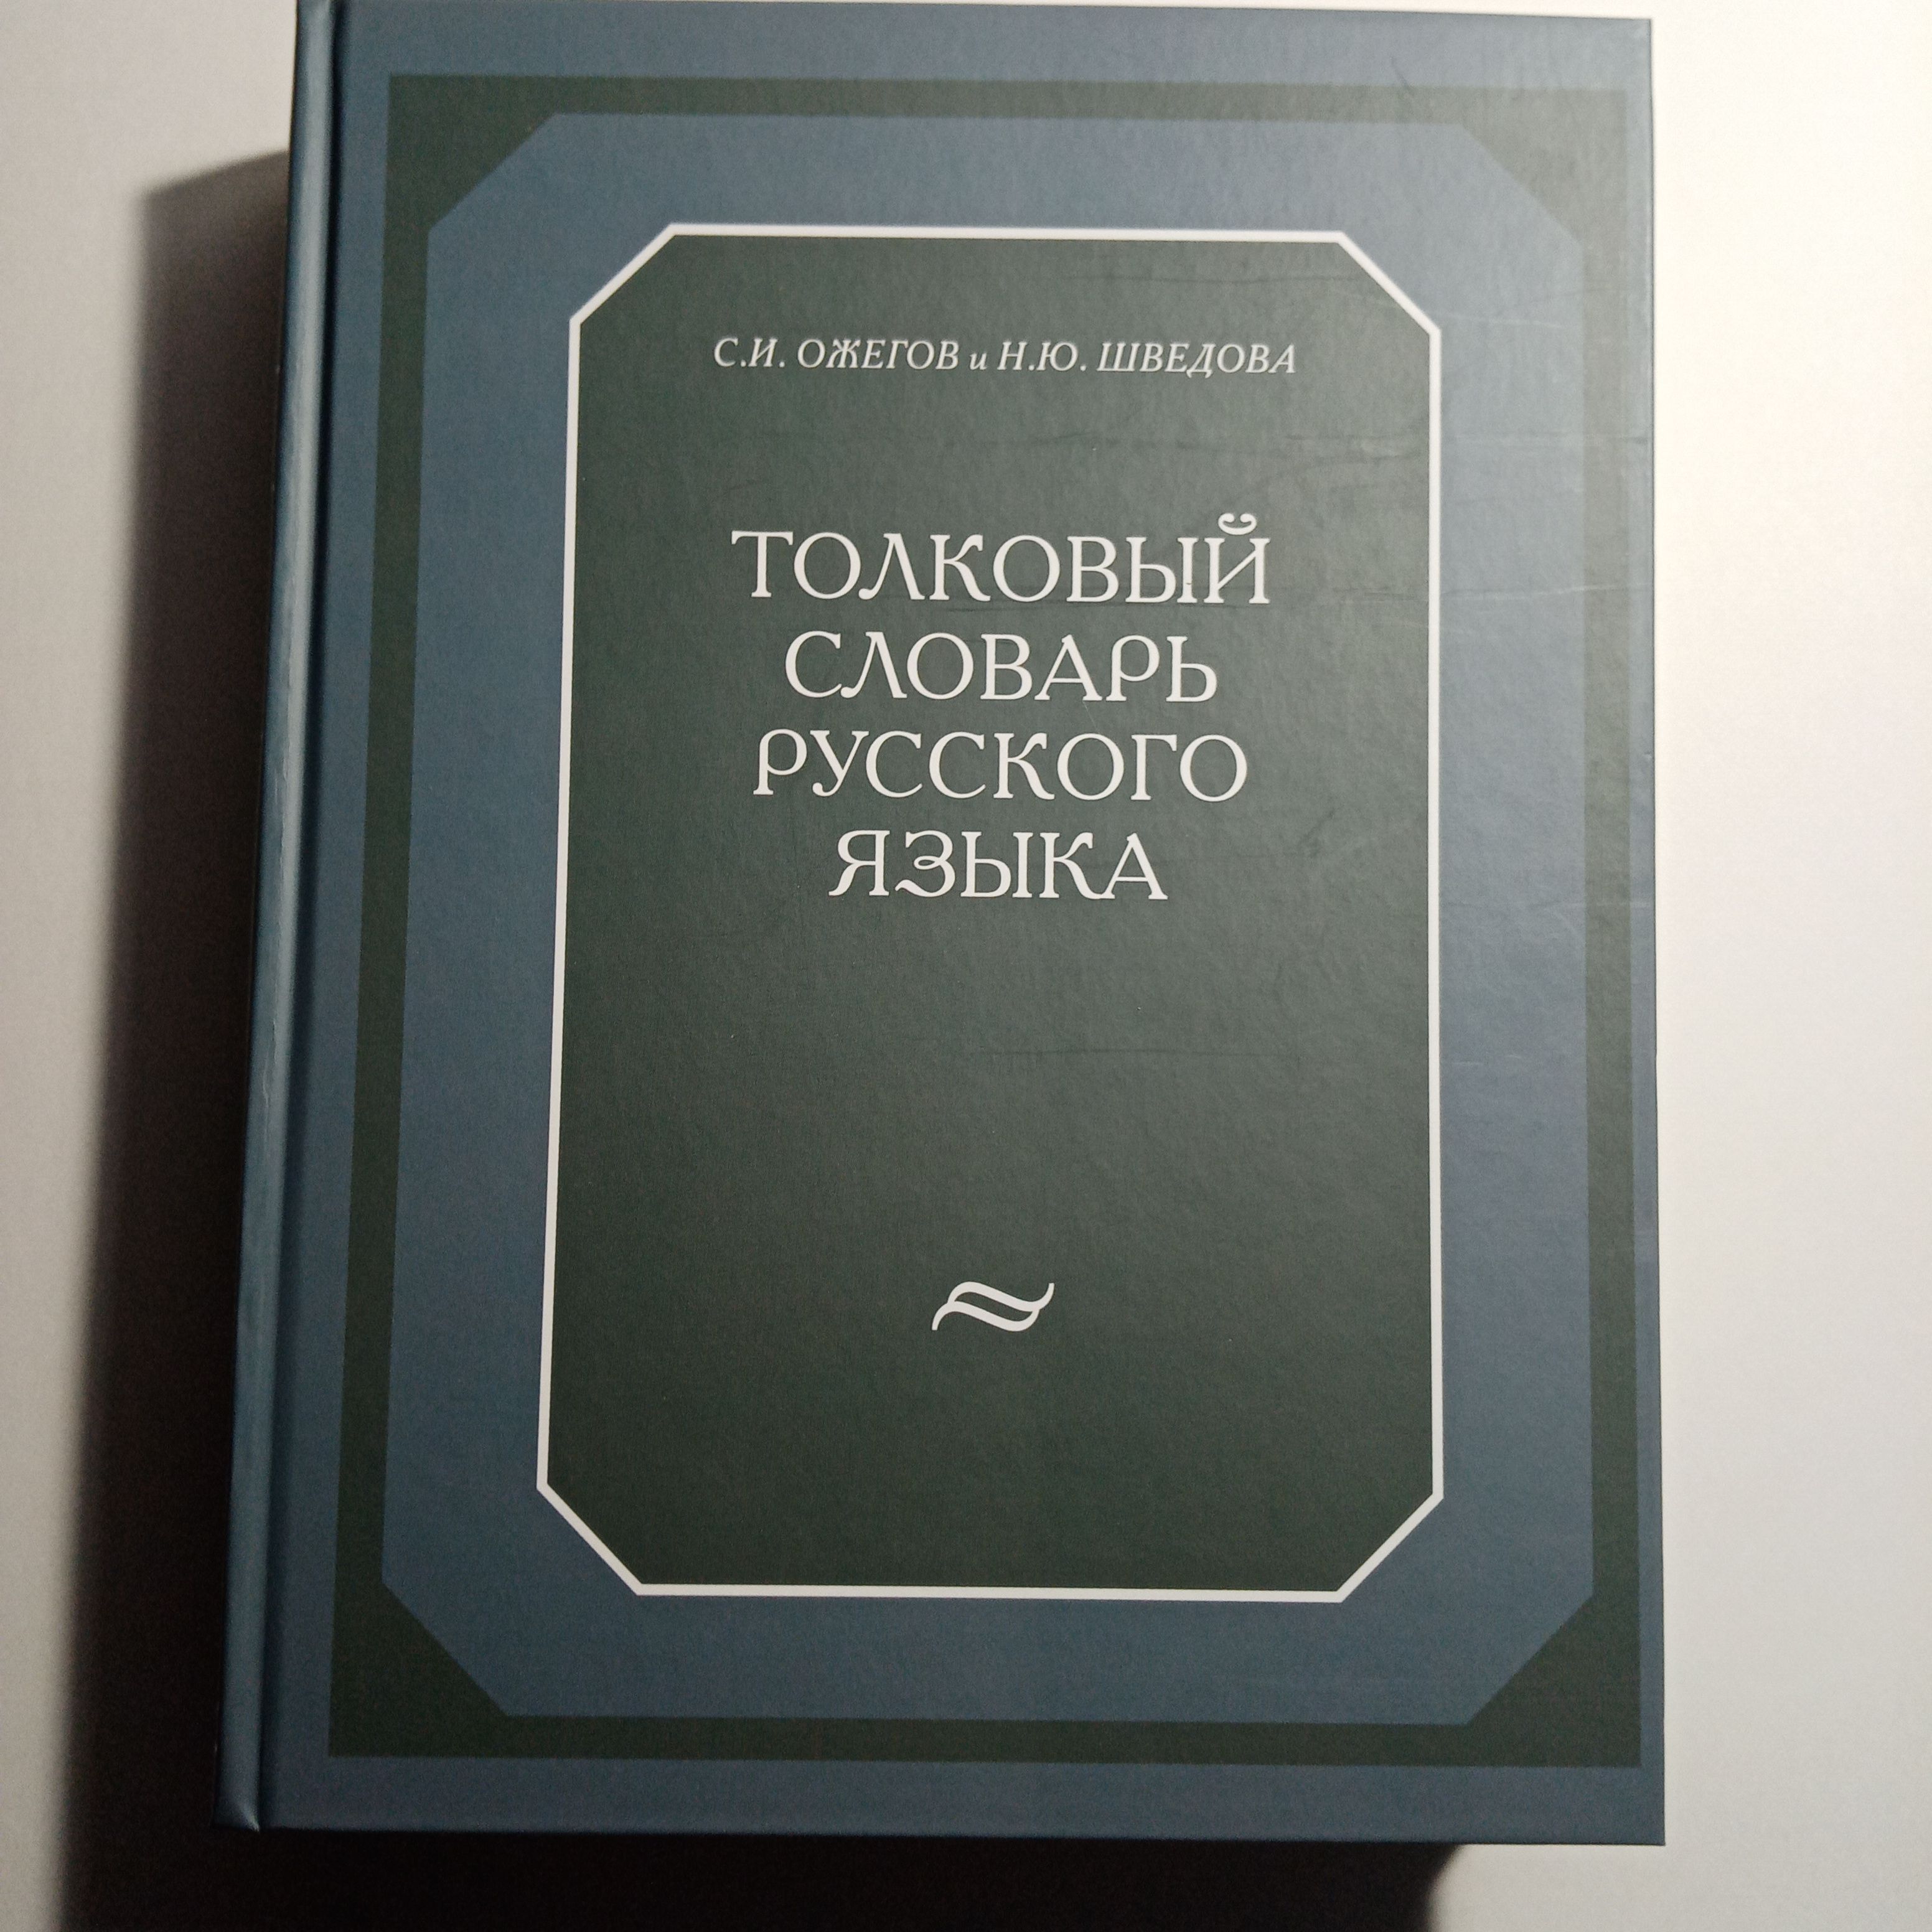 С.И. ОЖЕГОВ и Н.Ю. ШВЕДОВА
ТОЛКОВЫЙ
СЛОВАРЬ
РУССКОГО
ЯЗЫКА